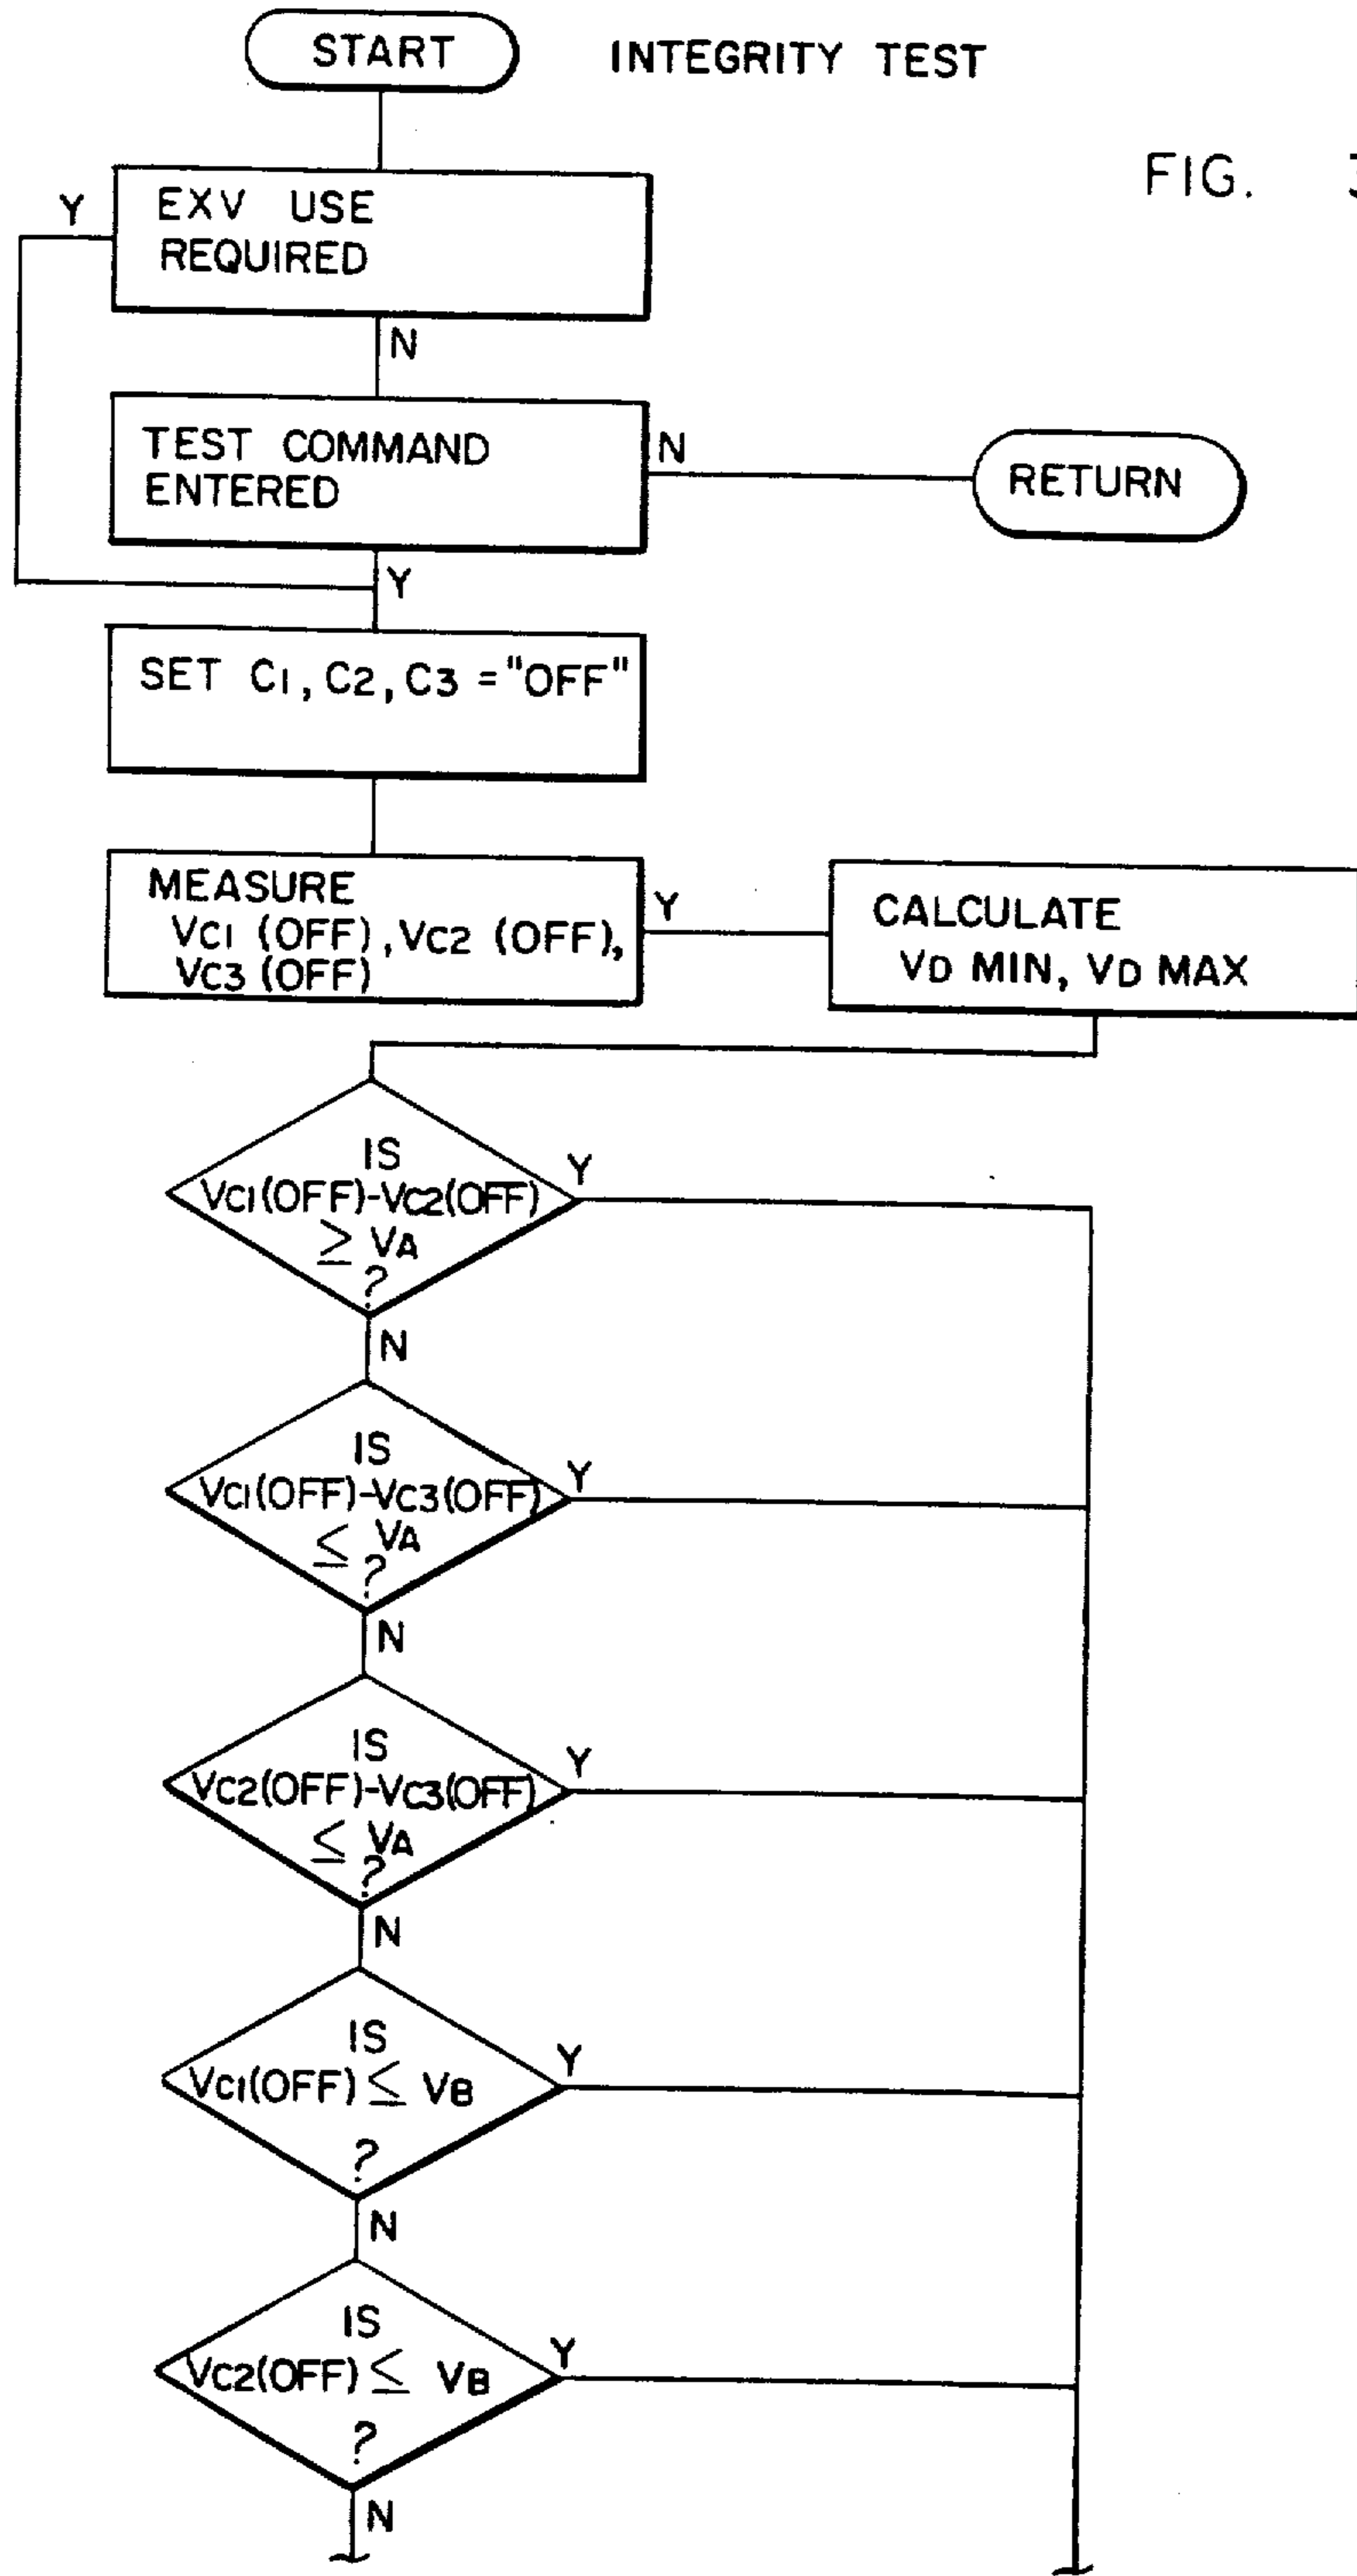 START
INTEGRITY TEST
FIG. 3
Y
EXV USE
REQUIRED
N
TEST COMMAND
ENTERED
N
RETURN
Y
SET C1, C2, C3 = "OFF"
MEASURE
VC1 (OFF), VC2 (OFF),
VC3 (OFF)
Y
CALCULATE
VD MIN, VD MAX
IS
VC1(OFF)-VC2(OFF)
≥ VA
?
Y
N
IS
VC1(OFF)-VC3(OFF)
≤ VA
?
Y
N
IS
VC2(OFF)-VC3(OFF)
≤ VA
?
Y
N
IS
VC1(OFF) ≤ VB
?
Y
N
IS
VC2(OFF) ≤ VB
?
Y
N